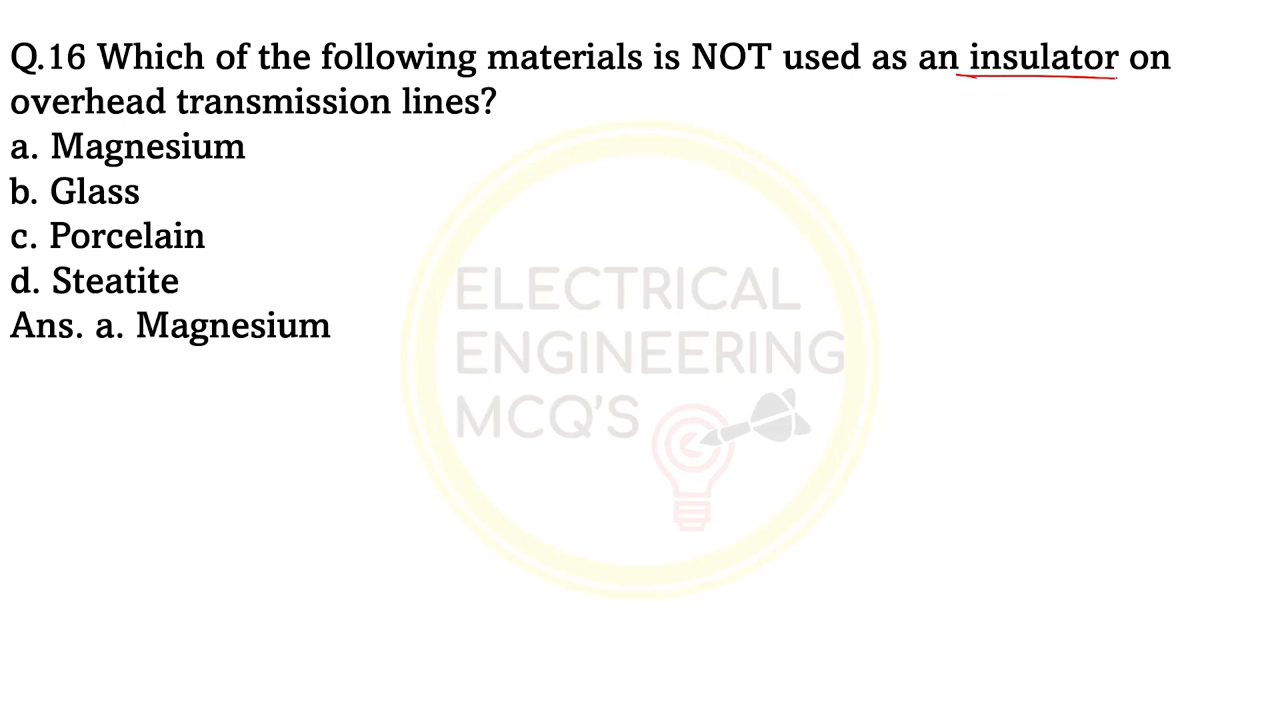 Q.16 Which of the following materials is NOT used as an insulator on
overhead transmission lines?
a. Magnesium
b. Glass
c. Porcelain
d. Steatite
Ans. a. Magnesium
ELECTRICAL
ENGINEERING
MCQ'S